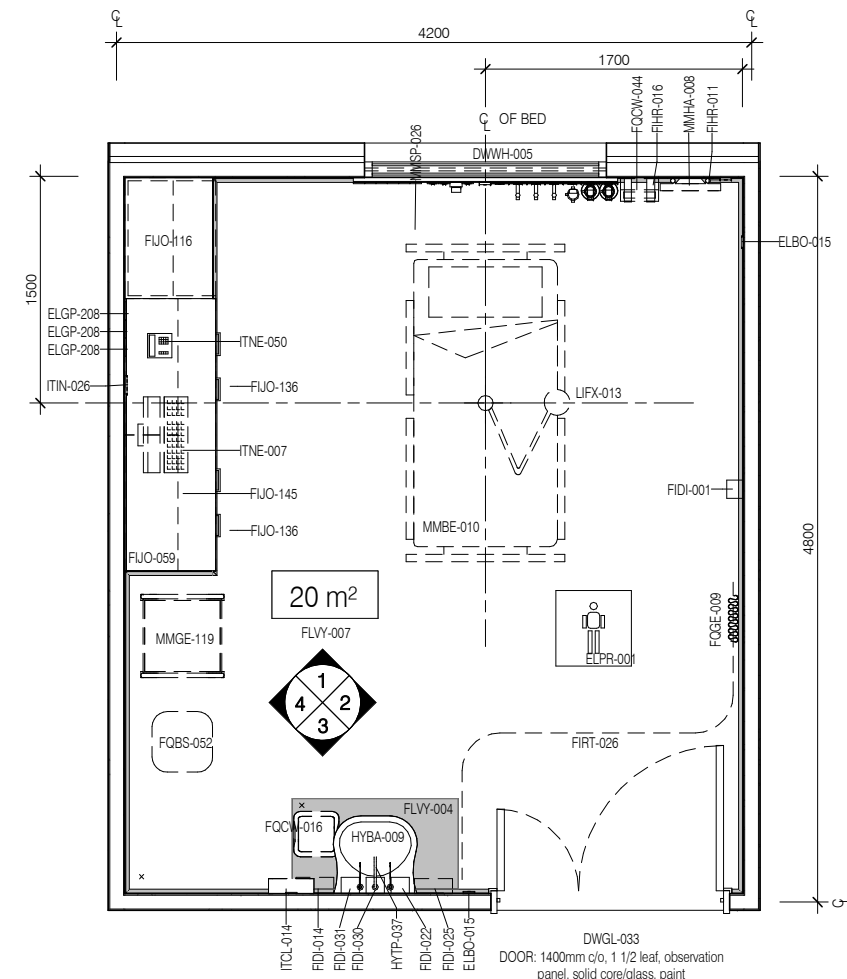 ℄ ℄
4200
1700
℄ OF BED
FQCW-044
FIHR-016
MMHA-008
FIHR-011
MMSP-026
DWWH-005
ELBO-015
FIJO-116
1500
ELGP-208
ELGP-208
ELGP-208
ITNE-050
ITIN-026
FIJO-136
LIFX-013
ITNE-007
FIJO-145
FIDI-001
FIJO-136
MMBE-010
4800
FIJO-059
20 m²
FLVY-007
MMGE-119
FQGE-009
ELPR-001
1
4 2
3
FQBS-052
FIRT-026
FLVY-004
FQCW-016
HYBA-009
ITCL-014
FIDI-014
FIDI-031
FIDI-030
HYTP-037
FIDI-022
FIDI-025
ELBO-015
℄
DWGL-033
DOOR: 1400mm c/o, 1 1/2 leaf, observation
panel, solid core/glass, paint